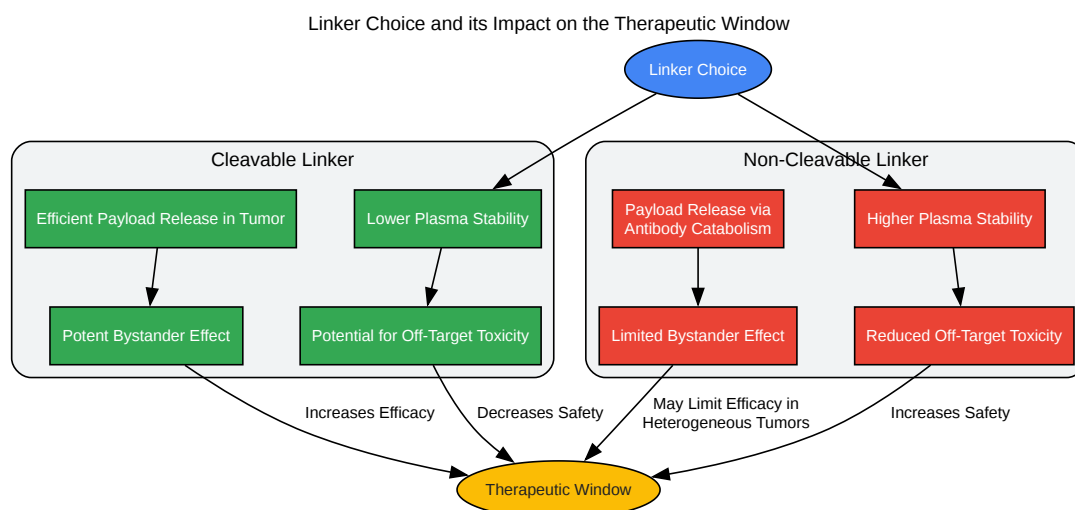 Linker Choice and its Impact on the Therapeutic Window
Linker Choice
Cleavable Linker
Non-Cleavable Linker
Efficient Payload Release in Tumor
Lower Plasma Stability
Payload Release via
Antibody Catabolism
Higher Plasma Stability
Potent Bystander Effect
Potential for Off-Target Toxicity
Limited Bystander Effect
Reduced Off-Target Toxicity
Increases Efficacy
Decreases Safety
May Limit Efficacy in
Heterogeneous Tumors
Increases Safety
Therapeutic Window